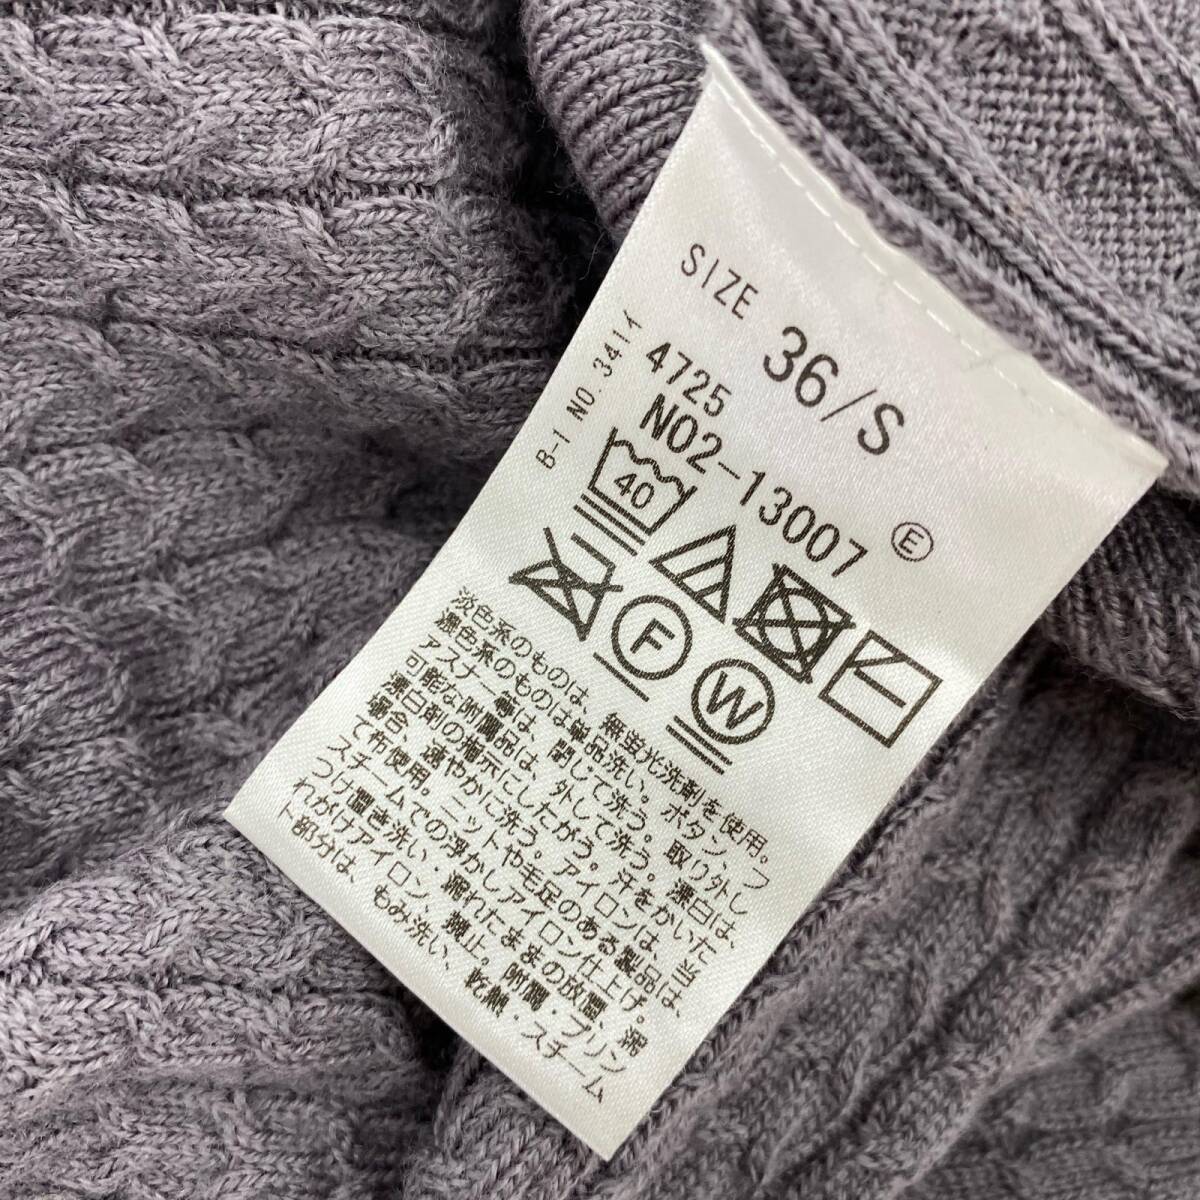 SIZE 36/S
4725
N02-13007
B-1 NO.3414イ
E
40
F
W
淡色系のものは、無蛍光洗剤を使用。
濃色系のものは単品洗い。ボタン、フ
アスナー等は、閉じて洗う。取り外し
可能な附属品は、外して洗う。漂白は、
漂白剤の指示にしたがう。汗をかいた
場合、速やかに洗う。アイロンは、当
て布使用。ニットや毛足のある製品は、
スチームでの浮かしアイロン仕上げ。
つけ置き洗い・濡れたままの放置、濡
れがけアイロン、禁止。附属・プリン
ト部分は、もみ洗い、乾燥・スチーム